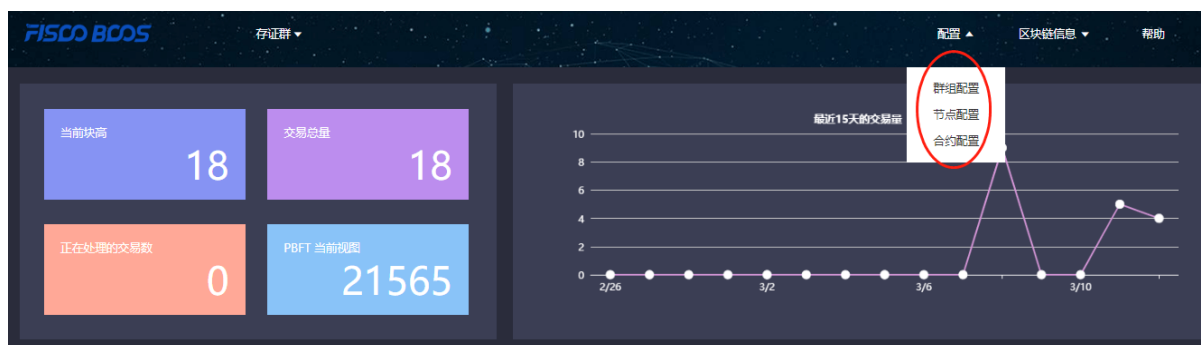 FISCO BCOS 存证群 ▾ 配置 ▴ 区块链信息 ▾ 帮助
群组配置
节点配置
合约配置
当前块高
18
交易总量
18
正在处理的交易数
0
PBFT 当前视图
21565
最近15天的交易量
10
8
6
4
2
0
2/26 3/2 3/6 3/10